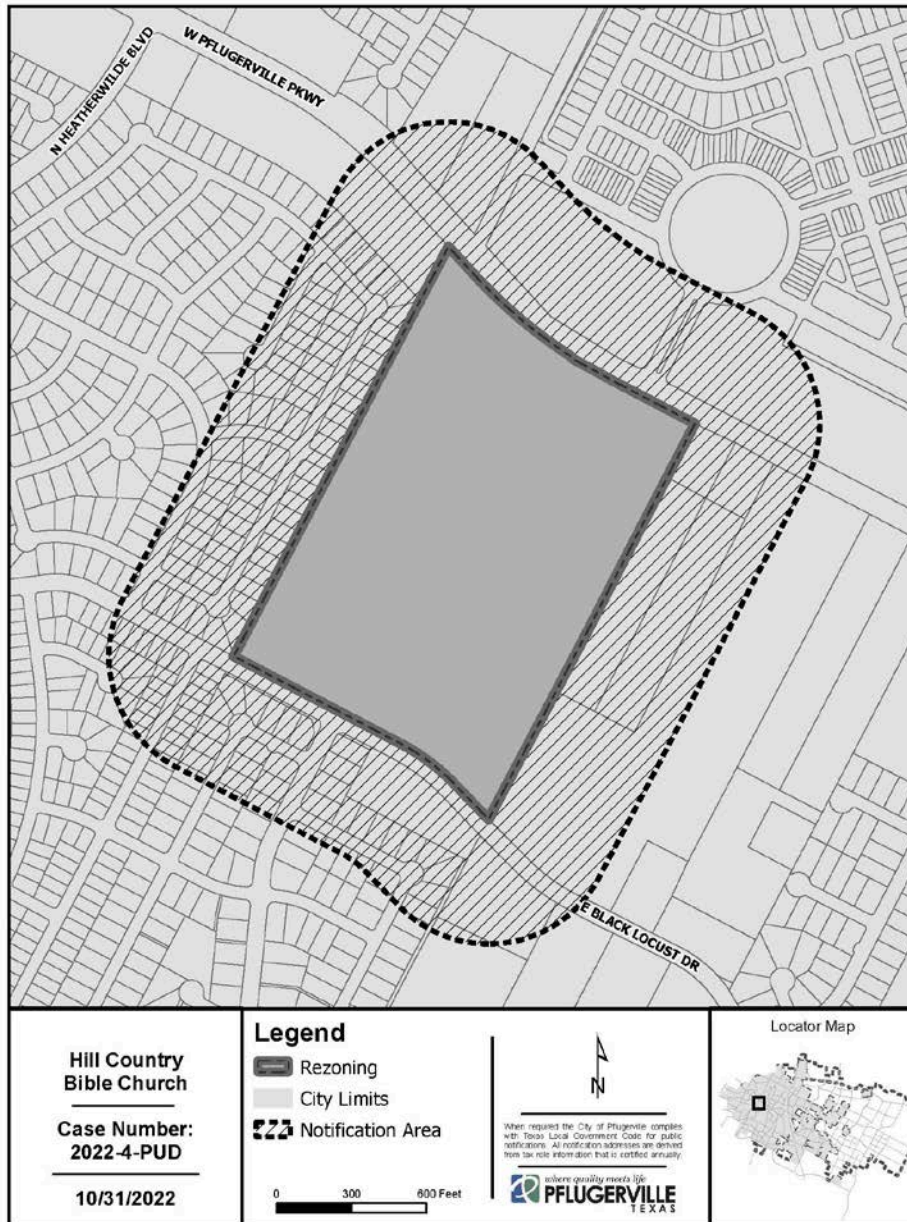 W PFLUGERVILLE PKWY
N HEATHERWILDE BLVD
E BLACK LOCUST DR
Hill Country
Bible Church
Case Number:
2022-4-PUD
10/31/2022
Legend
Rezoning
City Limits
Notification Area
0 300 600 Feet
N
When required the City of Pflugerville complies
with Texas Local Government Code for public
notifications. All notification addresses are derived
from tax role information that is certified annually.
where quality meets life
PFLUGERVILLE
TEXAS
Locator Map